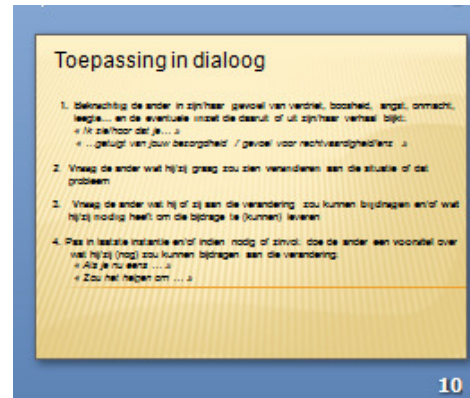 Toepassing in dialoog
1. Bekrachtig de ander in zijn/haar gevoel van verdriet, boosheid, angst, onmacht,
leegte... en de eventuele inzet die daaruit of uit zijn/haar verhaal blijkt:
« Ik zie/hoor dat je... »
« ...getuigt van jouw bezorgdheid / gevoel voor rechtvaardigheid/enz »
2. Vraag de ander wat hij/zij graag zou zien veranderen aan die situatie of dat
probleem
3. Vraag de ander wat hij of zij aan die verandering zou kunnen bijdragen en/of wat
hij/zij nodig heeft om die bijdrage te (kunnen) leveren
4. Pas in laatste instantie en/of indien nodig of zinvol: doe de ander een voorstel over
wat hij/zij (nog) zou kunnen bijdragen aan die verandering:
« Als je nu eens ... »
« Zou het helpen om ... »
10